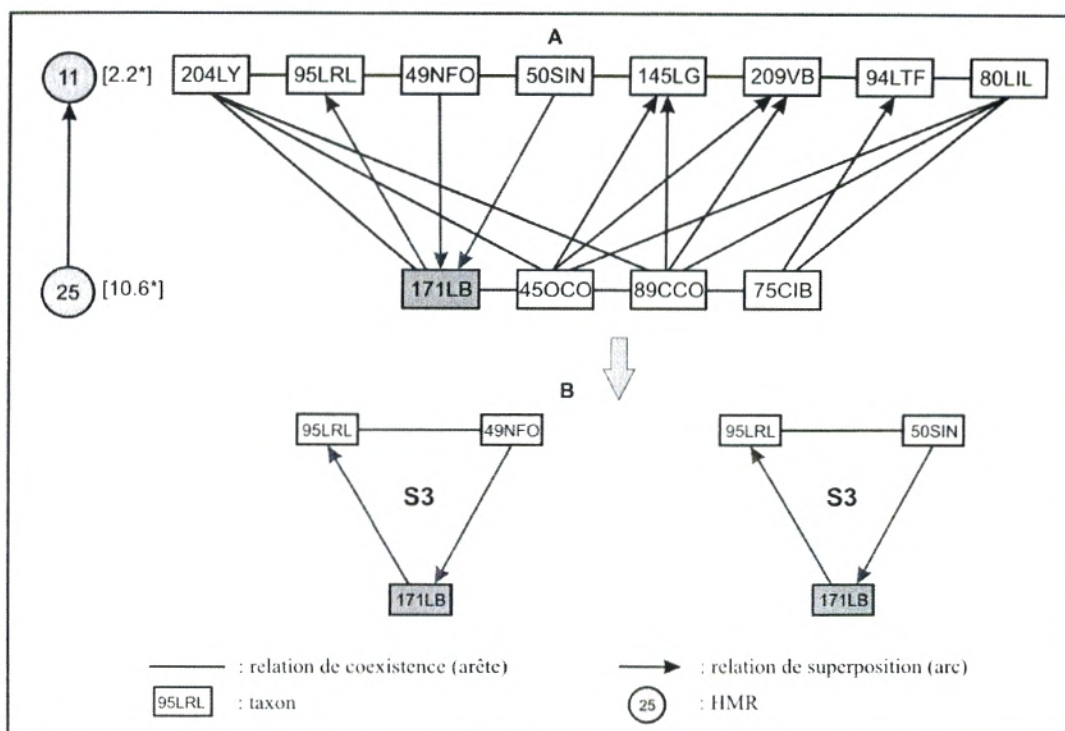 A
11 [2.2*] 204LY 95LRL 49NFO 50SIN 145LG 209VB 94LTF 80LIL
25 [10.6*] 171LB 45OCO 89CCO 75CIB
B
95LRL 49NFO 95LRL 50SIN
S3 S3
171LB 171LB
: relation de coexistence (arête) : relation de superposition (arc)
95LRL : taxon 25 : HMR